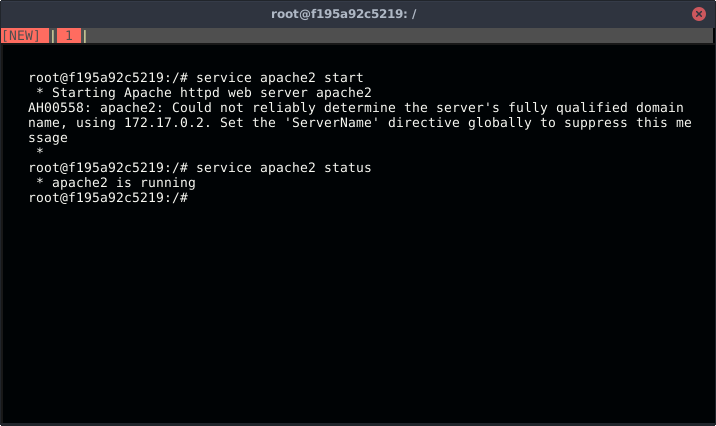 root@f195a92c5219: /
[NEW] | 1 |
root@f195a92c5219:/# service apache2 start
 * Starting Apache httpd web server apache2
AH00558: apache2: Could not reliably determine the server's fully qualified domain
name, using 172.17.0.2. Set the 'ServerName' directive globally to suppress this me
ssage
 *
root@f195a92c5219:/# service apache2 status
 * apache2 is running
root@f195a92c5219:/#